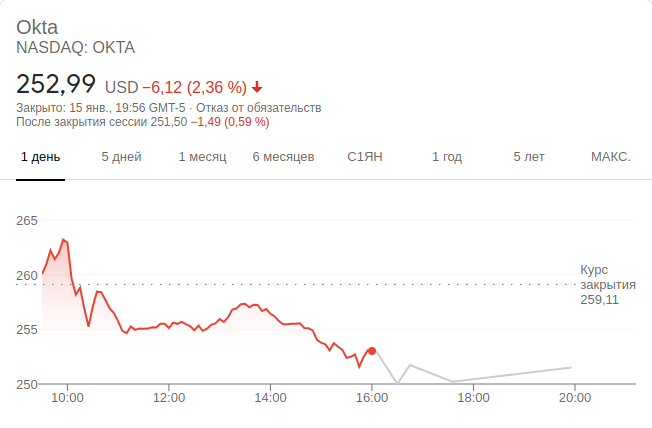 Okta
NASDAQ: OKTA
252,99 USD −6,12 (2,36 %)
Закрыто: 15 янв., 19:56 GMT-5 · Отказ от обязательств
После закрытия сессии 251,50 −1,49 (0,59 %)
1 день 5 дней 1 месяц 6 месяцев С1ЯН 1 год 5 лет МАКС.
265
260
255
250
Курс
закрытия
259,11
10:00 12:00 14:00 16:00 18:00 20:00